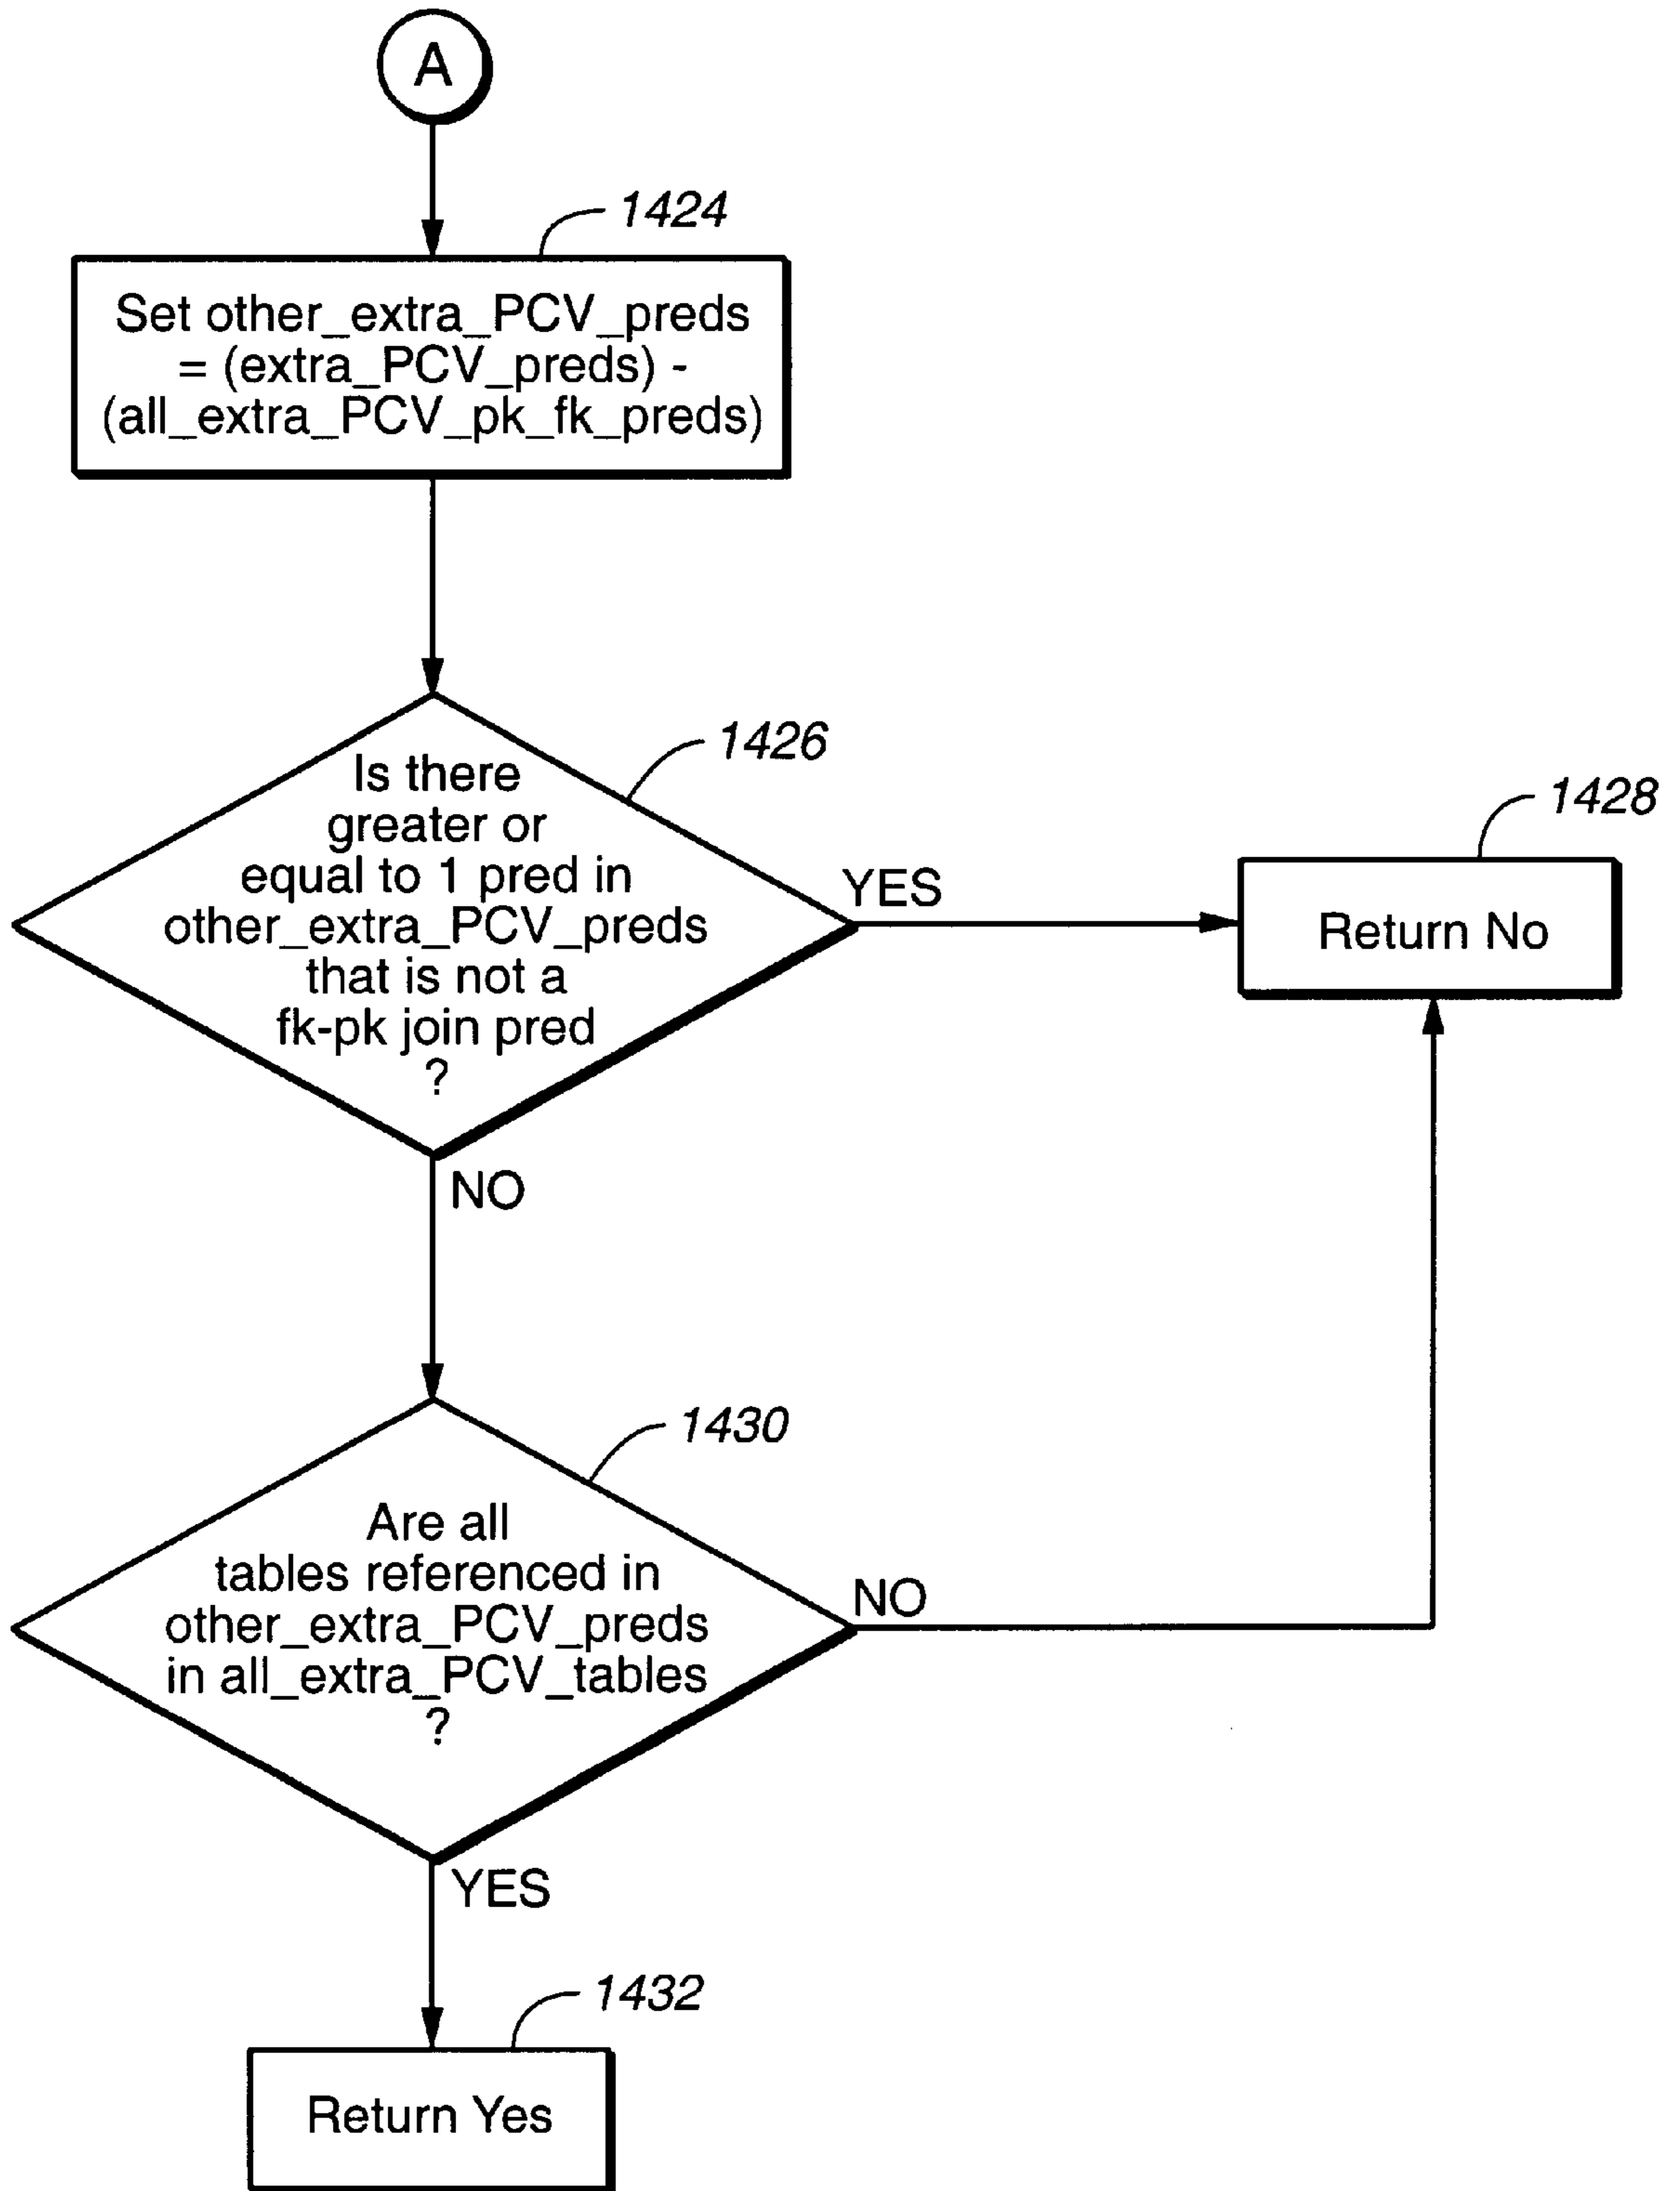 A
1424
Set other_extra_PCV_preds
= (extra_PCV_preds) -
(all_extra_PCV_pk_fk_preds)
1426
Is there
greater or
equal to 1 pred in
other_extra_PCV_preds
that is not a
fk-pk join pred
?
YES
1428
Return No
NO
1430
Are all
tables referenced in
other_extra_PCV_preds
in all_extra_PCV_tables
?
NO
YES
1432
Return Yes